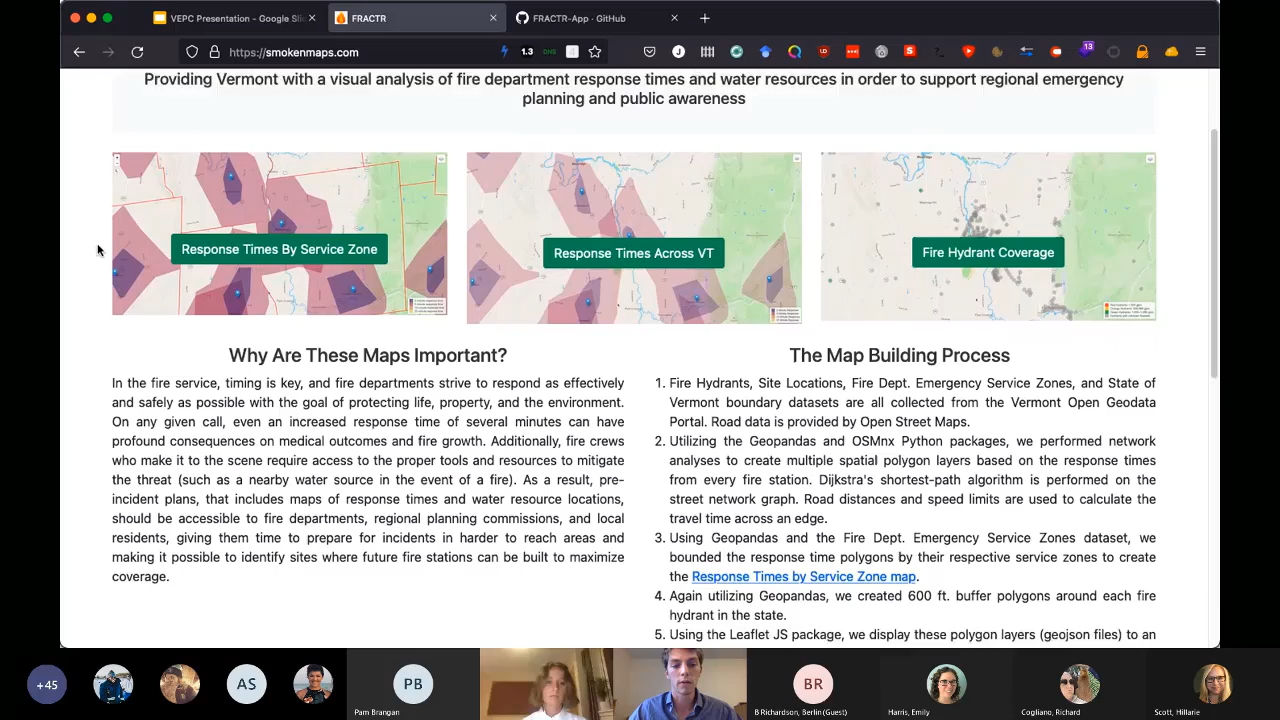 VEPC Presentation - Google Sli
FRACTR
FRACTR-App · GitHub
https://smokenmaps.com
1.3
DNS
4
J
UD
S
13
Providing Vermont with a visual analysis of fire department response times and water resources in order to support regional emergency
planning and public awareness
Response Times By Service Zone
Response Times Across VT
Fire Hydrant Coverage
Why Are These Maps Important?
In the fire service, timing is key, and fire departments strive to respond as effectively
and safely as possible with the goal of protecting life, property, and the environment.
On any given call, even an increased response time of several minutes can have
profound consequences on medical outcomes and fire growth. Additionally, fire crews
who make it to the scene require access to the proper tools and resources to mitigate
the threat (such as a nearby water source in the event of a fire). As a result, pre-
incident plans, that includes maps of response times and water resource locations,
should be accessible to fire departments, regional planning commissions, and local
residents, giving them time to prepare for incidents in harder to reach areas and
making it possible to identify sites where future fire stations can be built to maximize
coverage.
The Map Building Process
1. Fire Hydrants, Site Locations, Fire Dept. Emergency Service Zones, and State of
Vermont boundary datasets are all collected from the Vermont Open Geodata
Portal. Road data is provided by Open Street Maps.
2. Utilizing the Geopandas and OSMnx Python packages, we performed network
analyses to create multiple spatial polygon layers based on the response times
from every fire station. Dijkstra's shortest-path algorithm is performed on the
street network graph. Road distances and speed limits are used to calculate the
travel time across an edge.
3. Using Geopandas and the Fire Dept. Emergency Service Zones dataset, we
bounded the response time polygons by their respective service zones to create
the Response Times by Service Zone map.
4. Again utilizing Geopandas, we created 600 ft. buffer polygons around each fire
hydrant in the state.
5. Using the Leaflet JS package, we display these polygon layers (geojson files) to an
+45
AS
PB
Pam Brangan
BR
B Richardson, Berlin(Guest)
Harris, Emily
Cogliano, Richard
Scott, Hillarie